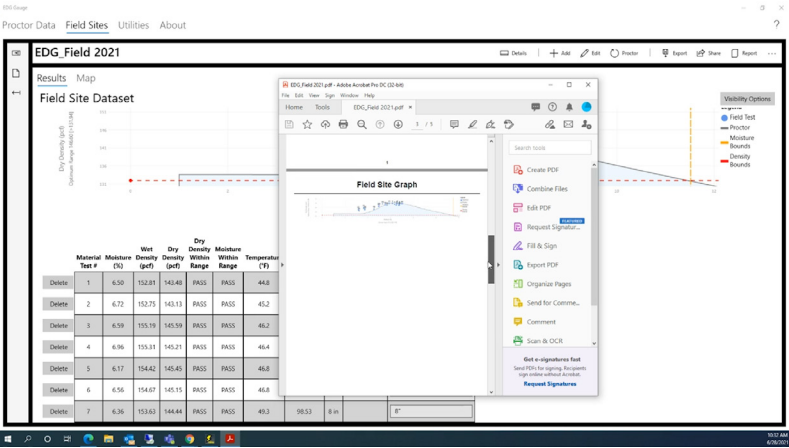 EDG Gauge
Proctor Data Field Sites Utilities About ?
EDG_Field 2021 Details Add Edit Proctor Export Share Report
Results Map
Field Site Dataset
Visibility Options
Dry Density (pcf)
Field Test
Proctor
Moisture Bounds
Density Bounds
EDG_Field 2021.pdf - Adobe Acrobat Pro DC (32-bit)
File Edit View Sign Window Help
Home Tools EDG_Field 2021.pdf ×
3 / 5
Field Site Graph
Search tools
Create PDF
Combine Files
Edit PDF
FEATURED
Request Signatur...
Fill & Sign
Export PDF
Organize Pages
Send for Comme...
Comment
Scan & OCR
Get e-signatures fast
Send PDFs for signing. Recipients
sign online without Acrobat.
Request Signatures
Material Test # Moisture (%) Wet Density (pcf) Dry Density (pcf) Dry Density Within Range Moisture Within Range Temperatur (°F)
Delete 1 6.50 152.81 143.48 PASS PASS 44.8
Delete 2 6.72 152.75 143.13 PASS PASS 45.2
Delete 3 6.59 155.19 145.59 PASS PASS 46.2
Delete 4 6.96 155.31 145.21 PASS PASS 46.4
Delete 5 6.17 154.42 145.45 PASS PASS 46.8
Delete 6 6.56 154.67 145.15 PASS PASS 46.8
Delete 7 6.36 153.63 144.44 PASS PASS 49.3 98.53 8 in 8"
10:32 AM
4/28/2021